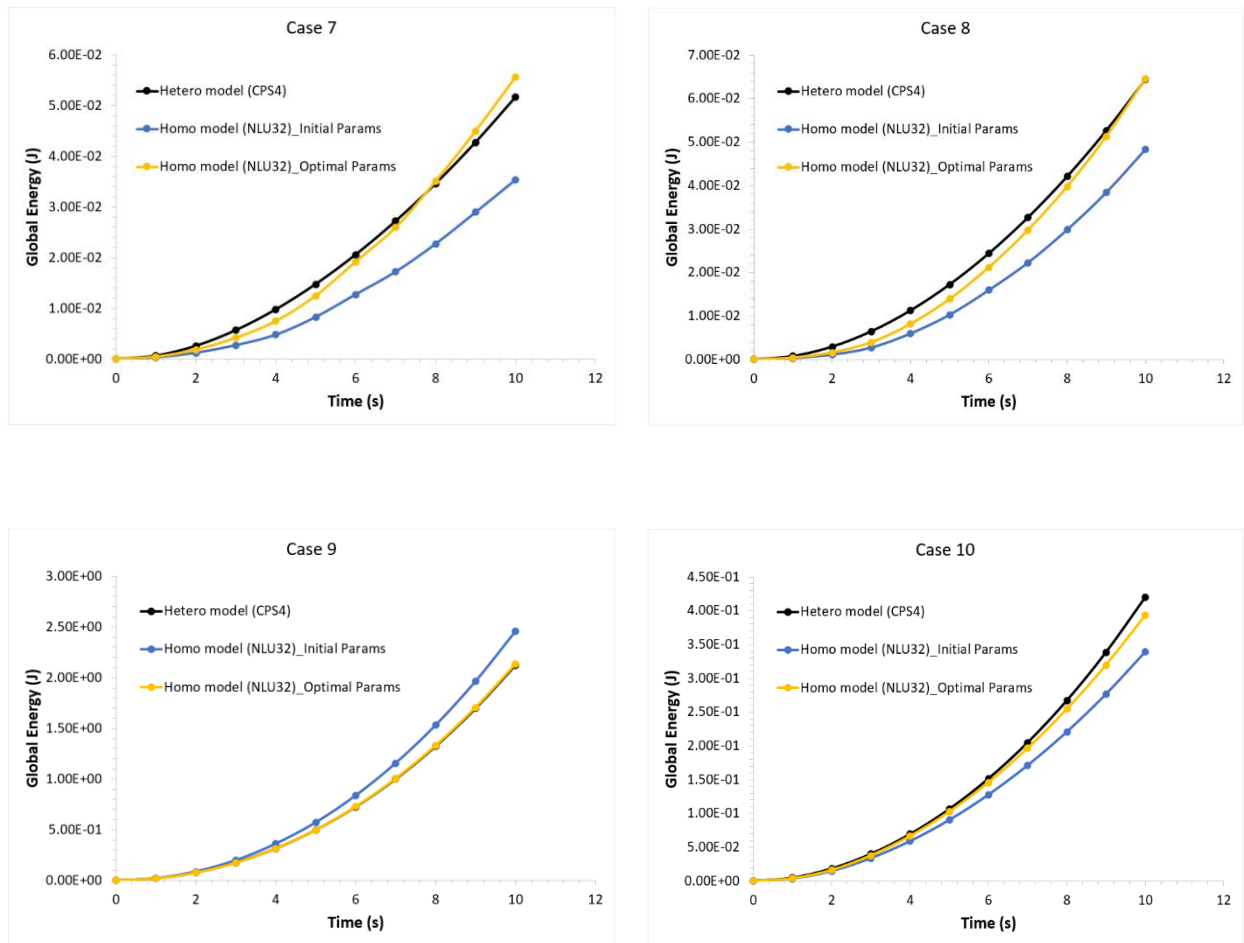 Case 7
6.00E-02
5.00E-02
4.00E-02
3.00E-02
2.00E-02
1.00E-02
0.00E+00
Global Energy (J)
Hetero model (CPS4)
Homo model (NLU32)_Initial Params
Homo model (NLU32)_Optimal Params
0 2 4 6 8 10 12
Time (s)
Case 8
7.00E-02
6.00E-02
5.00E-02
4.00E-02
3.00E-02
2.00E-02
1.00E-02
0.00E+00
Global Energy (J)
Hetero model (CPS4)
Homo model (NLU32)_Initial Params
Homo model (NLU32)_Optimal Params
0 2 4 6 8 10 12
Time (s)
Case 9
3.00E+00
2.50E+00
2.00E+00
1.50E+00
1.00E+00
5.00E-01
0.00E+00
Global Energy (J)
Hetero model (CPS4)
Homo model (NLU32)_Initial Params
Homo model (NLU32)_Optimal Params
0 2 4 6 8 10 12
Time (s)
Case 10
4.50E-01
4.00E-01
3.50E-01
3.00E-01
2.50E-01
2.00E-01
1.50E-01
1.00E-01
5.00E-02
0.00E+00
Global Energy (J)
Hetero model (CPS4)
Homo model (NLU32)_Initial Params
Homo model (NLU32)_Optimal Params
0 2 4 6 8 10 12
Time (s)